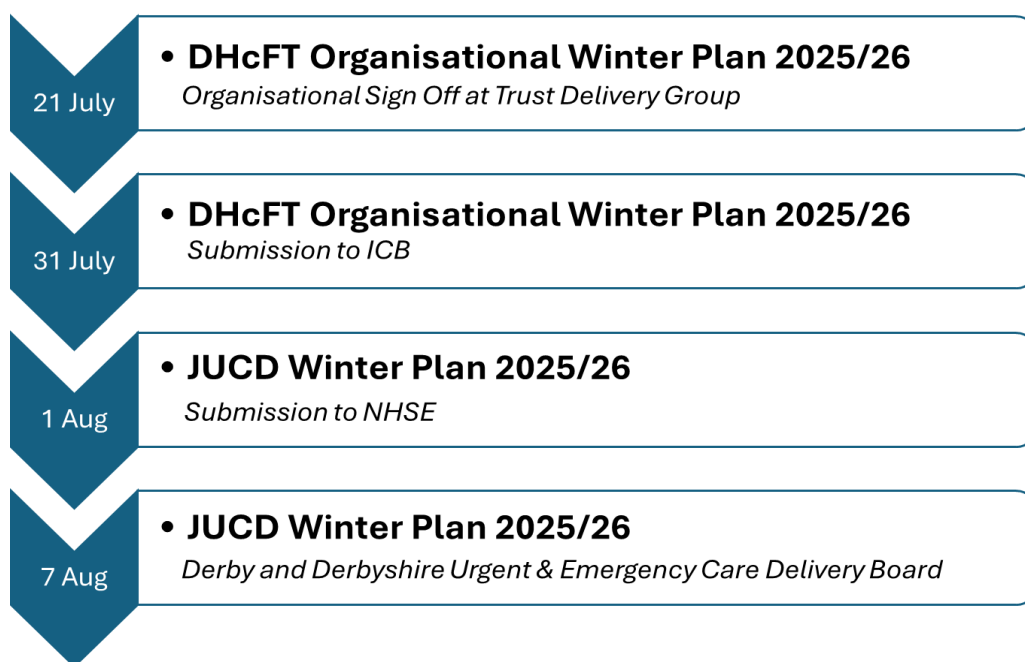 21 July
• DHcFT Organisational Winter Plan 2025/26
Organisational Sign Off at Trust Delivery Group
31 July
• DHcFT Organisational Winter Plan 2025/26
Submission to ICB
1 Aug
• JUCD Winter Plan 2025/26
Submission to NHSE
7 Aug
• JUCD Winter Plan 2025/26
Derby and Derbyshire Urgent & Emergency Care Delivery Board